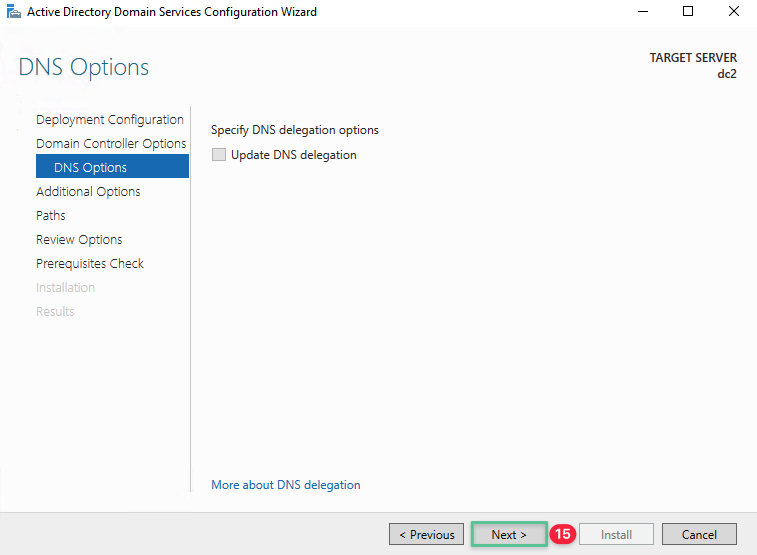 Active Directory Domain Services Configuration Wizard
DNS Options
TARGET SERVER
dc2
Deployment Configuration
Domain Controller Options
DNS Options
Additional Options
Paths
Review Options
Prerequisites Check
Installation
Results
Specify DNS delegation options
Update DNS delegation
More about DNS delegation
< Previous
Next >
15
Install
Cancel